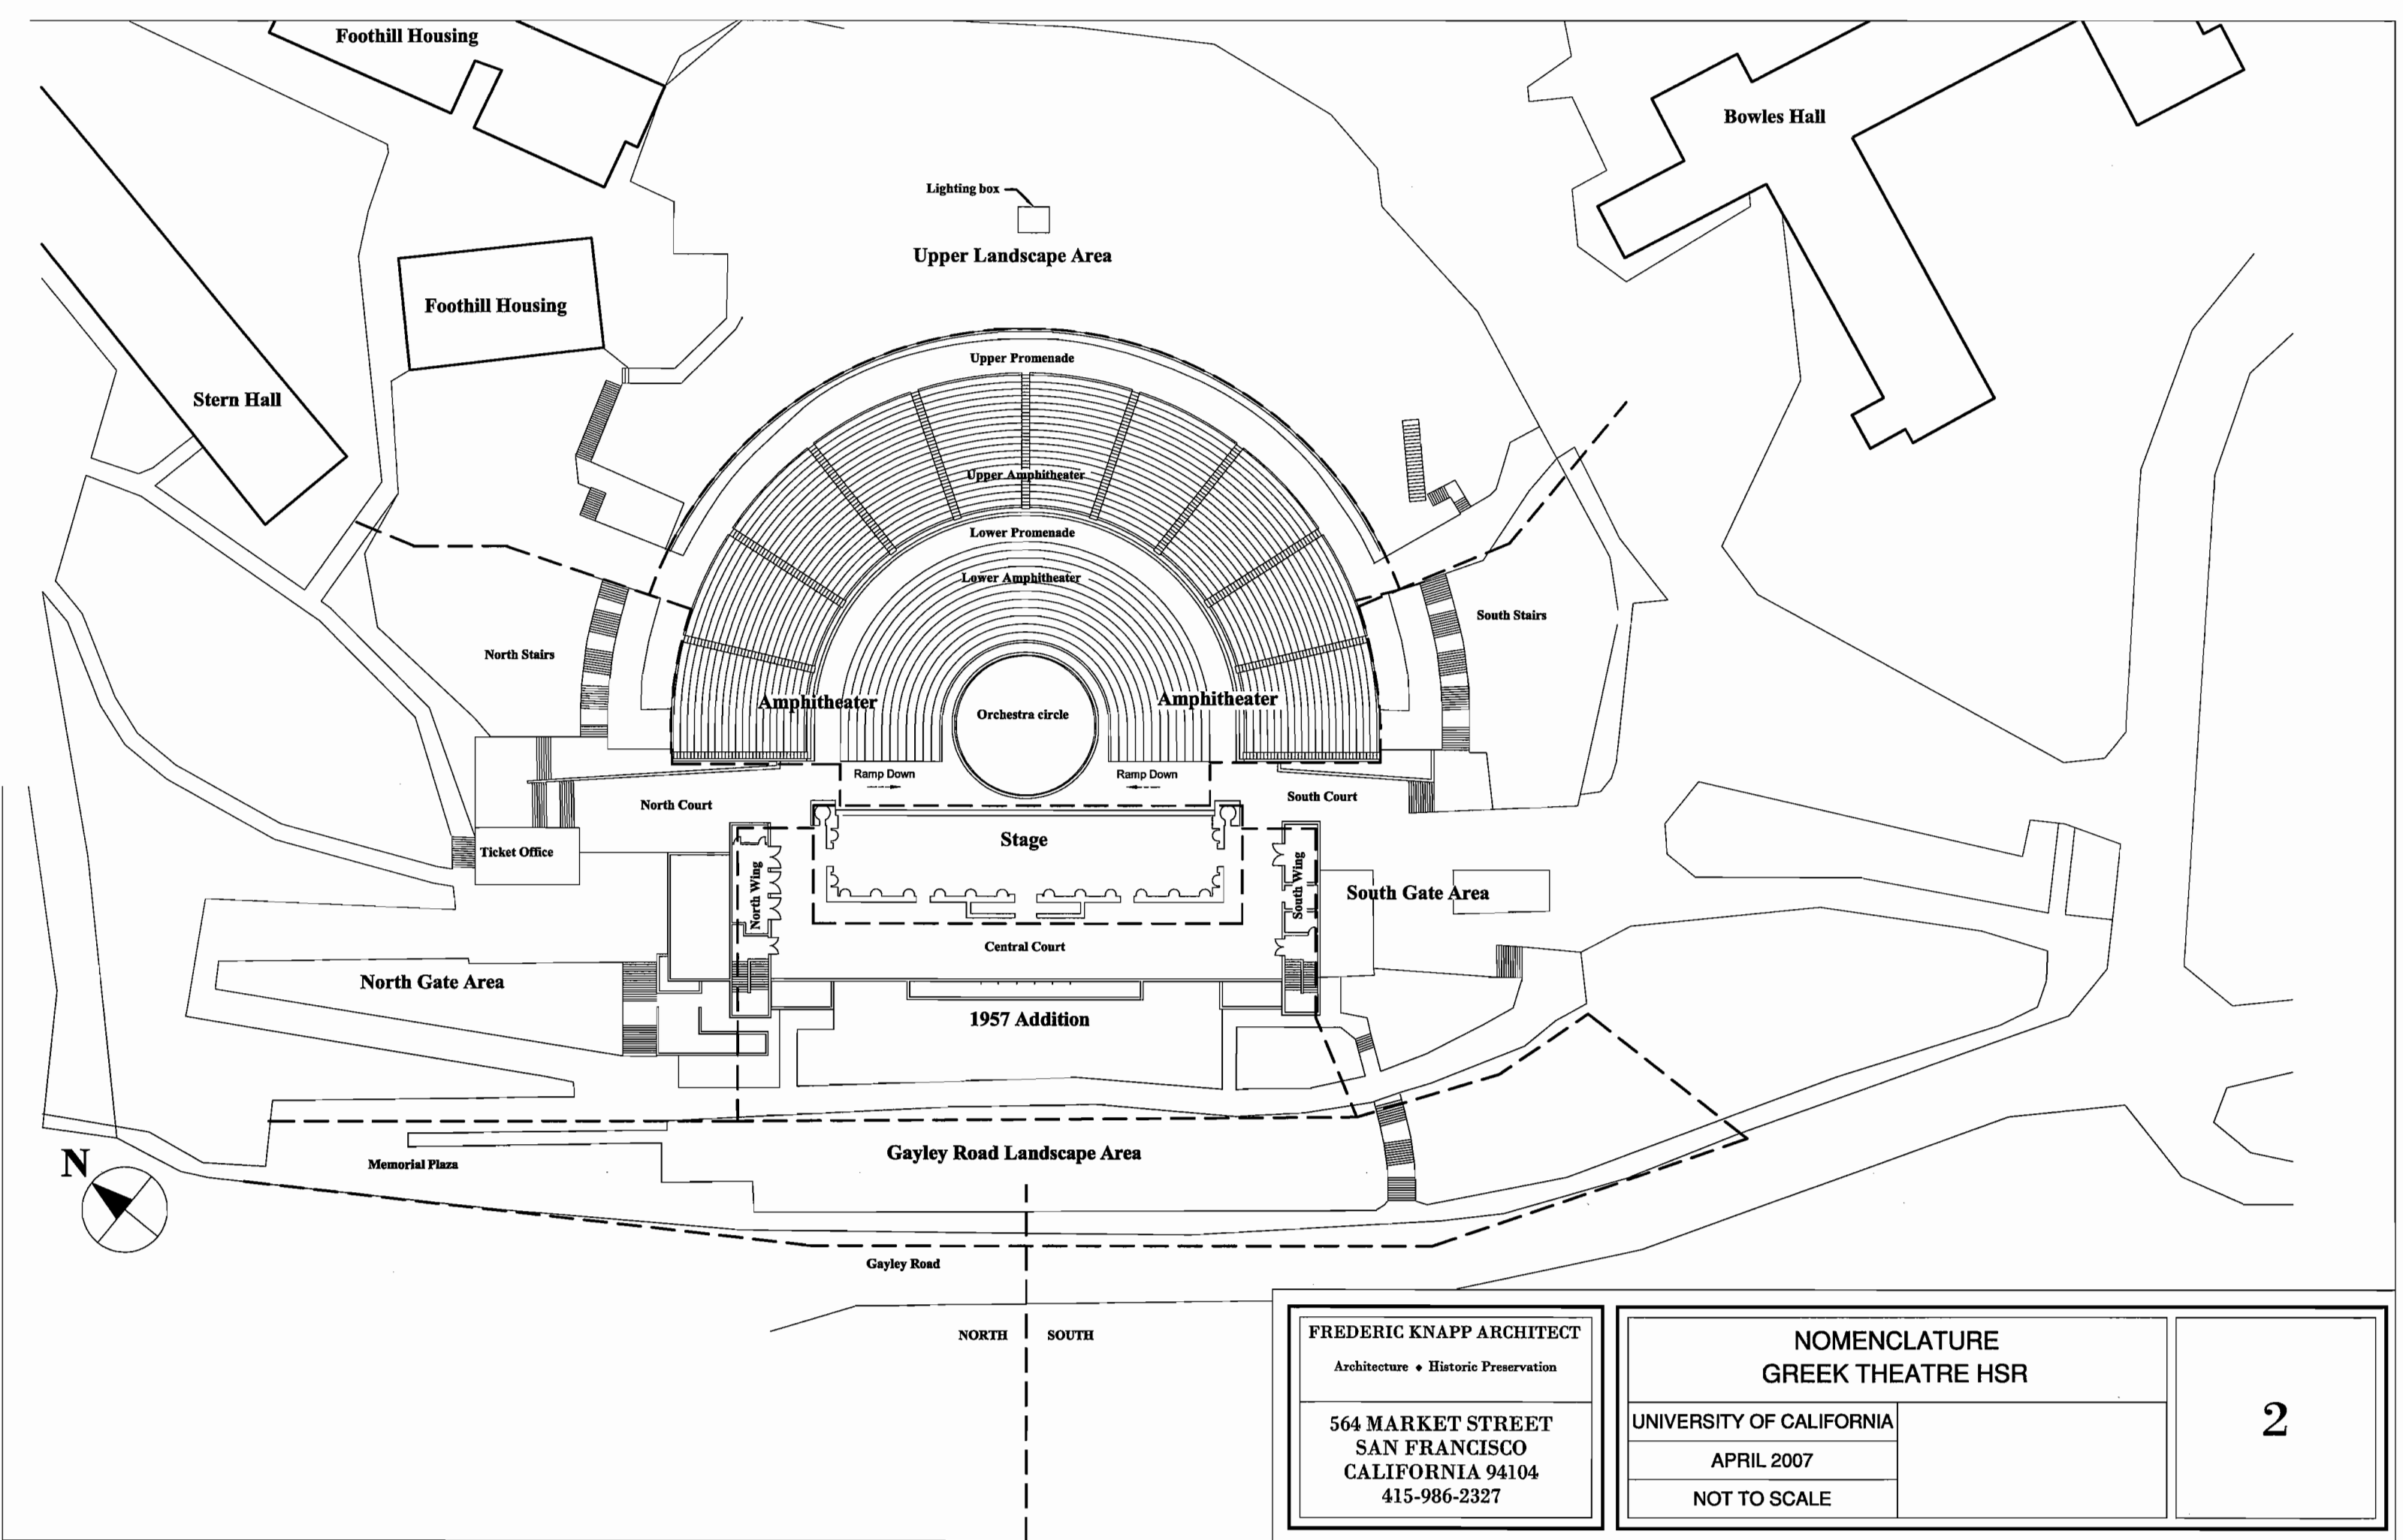 Foothill Housing
Bowles Hall
Lighting box
Upper Landscape Area
Foothill Housing
Upper Promenade
Stern Hall
Upper Amphitheater
Lower Promenade
Lower Amphitheater
South Stairs
North Stairs
Amphitheater
Amphitheater
Orchestra circle
Ramp Down
Ramp Down
North Court
South Court
Stage
Ticket Office
North Wing
South Wing
South Gate Area
Central Court
North Gate Area
1957 Addition
Gayley Road Landscape Area
N
Memorial Plaza
Gayley Road
NORTH
SOUTH
FREDERIC KNAPP ARCHITECT
Architecture ♦ Historic Preservation
564 MARKET STREET
SAN FRANCISCO
CALIFORNIA 94104
415-986-2327
NOMENCLATURE
GREEK THEATRE HSR
UNIVERSITY OF CALIFORNIA
APRIL 2007
NOT TO SCALE
2